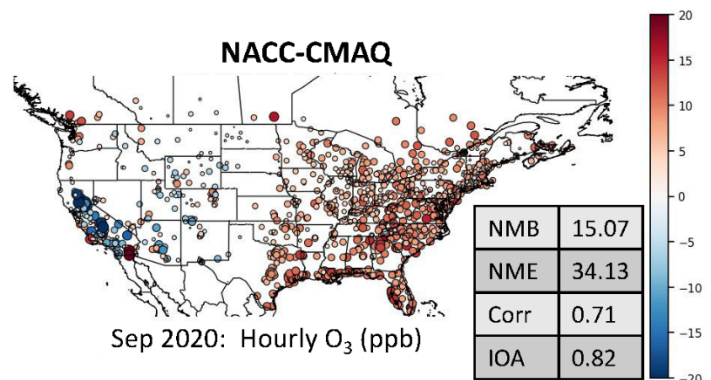 NACC-CMAQ
20
15
10
5
0
−5
−10
−15
−20
NMB 15.07
NME 34.13
Corr 0.71
IOA 0.82
Sep 2020: Hourly O₃ (ppb)